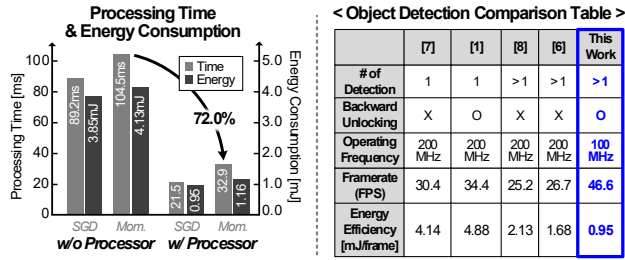 Processing Time
& Energy Consumption
Processing Time [ms]
100
80
60
40
20
0
5.0
4.0
3.0
2.0
1.0
0.0
Energy Consumption [mJ]
Time
Energy
89.2ms
3.85mJ
104.5ms
4.13mJ
72.0%
21.5
0.95
32.9
1.16
SGD Mom. SGD Mom.
w/o Processor w/ Processor
< Object Detection Comparison Table >
[7] [1] [8] [6] This Work
# of Detection 1 1 >1 >1 >1
Backward Unlocking X O X X O
Operating Frequency 200 MHz 200 MHz 200 MHz 200 MHz 100 MHz
Framerate (FPS) 30.4 34.4 25.2 26.7 46.6
Energy Efficiency [mJ/frame] 4.14 4.88 2.13 1.68 0.95